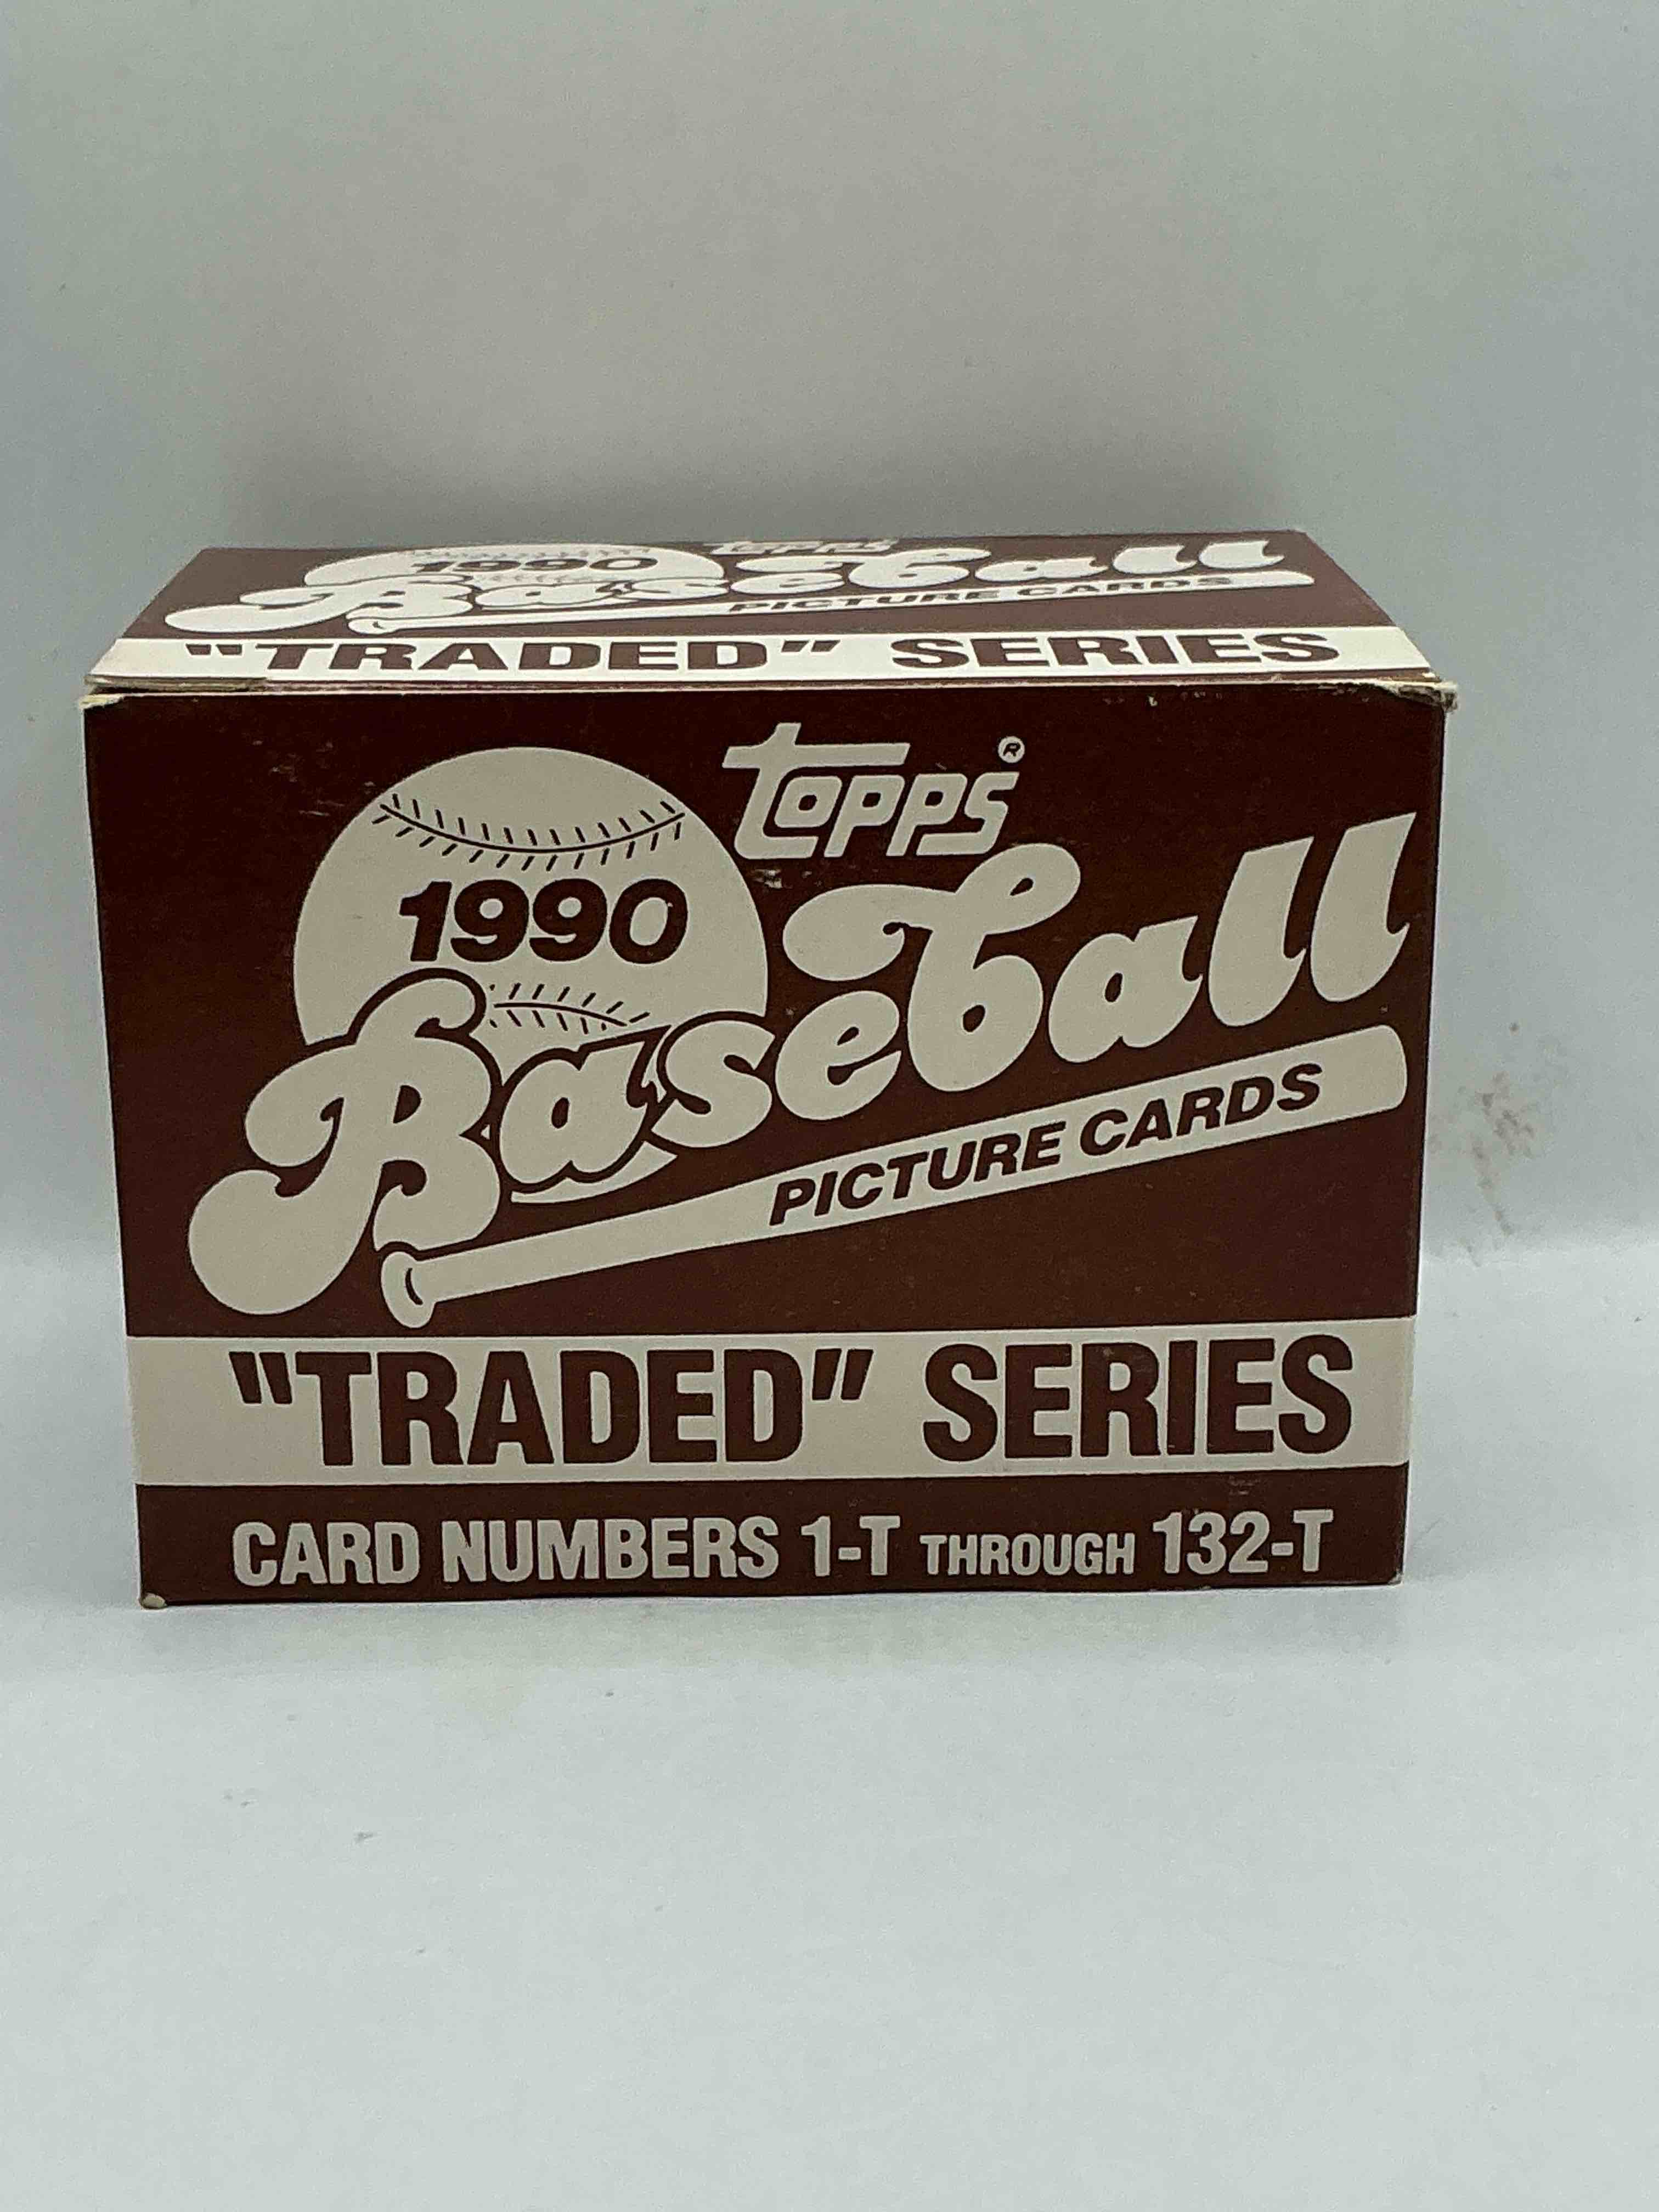 topps
1990
Baseball
PICTURE CARDS
"TRADED" SERIES
topps®
1990
Baseball
PICTURE CARDS
"TRADED" SERIES
CARD NUMBERS 1-T THROUGH 132-T